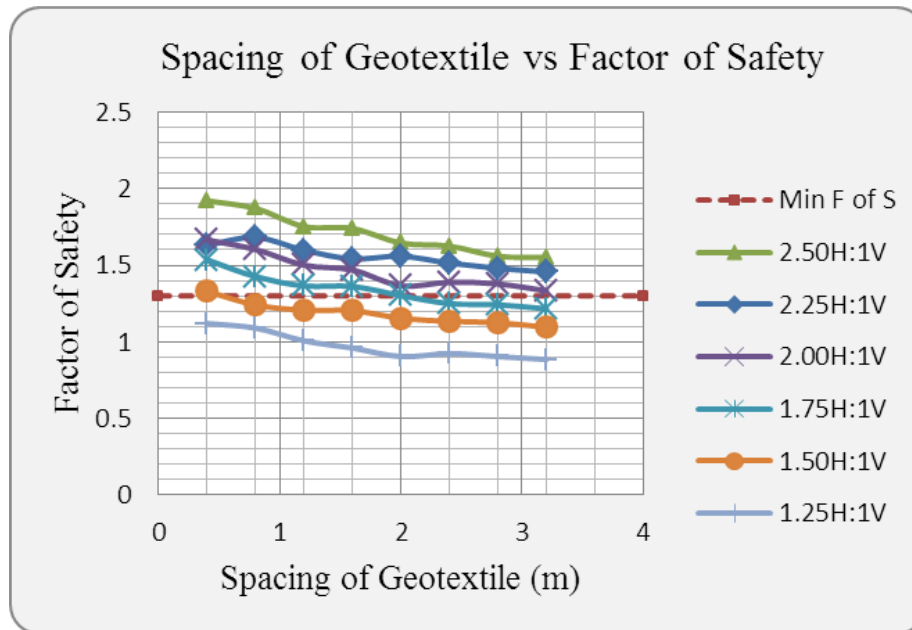 Spacing of Geotextile vs Factor of Safety
Factor of Safety
2.5
2
1.5
1
0.5
0
0 1 2 3 4
Spacing of Geotextile (m)
Min F of S
2.50H:1V
2.25H:1V
2.00H:1V
1.75H:1V
1.50H:1V
1.25H:1V